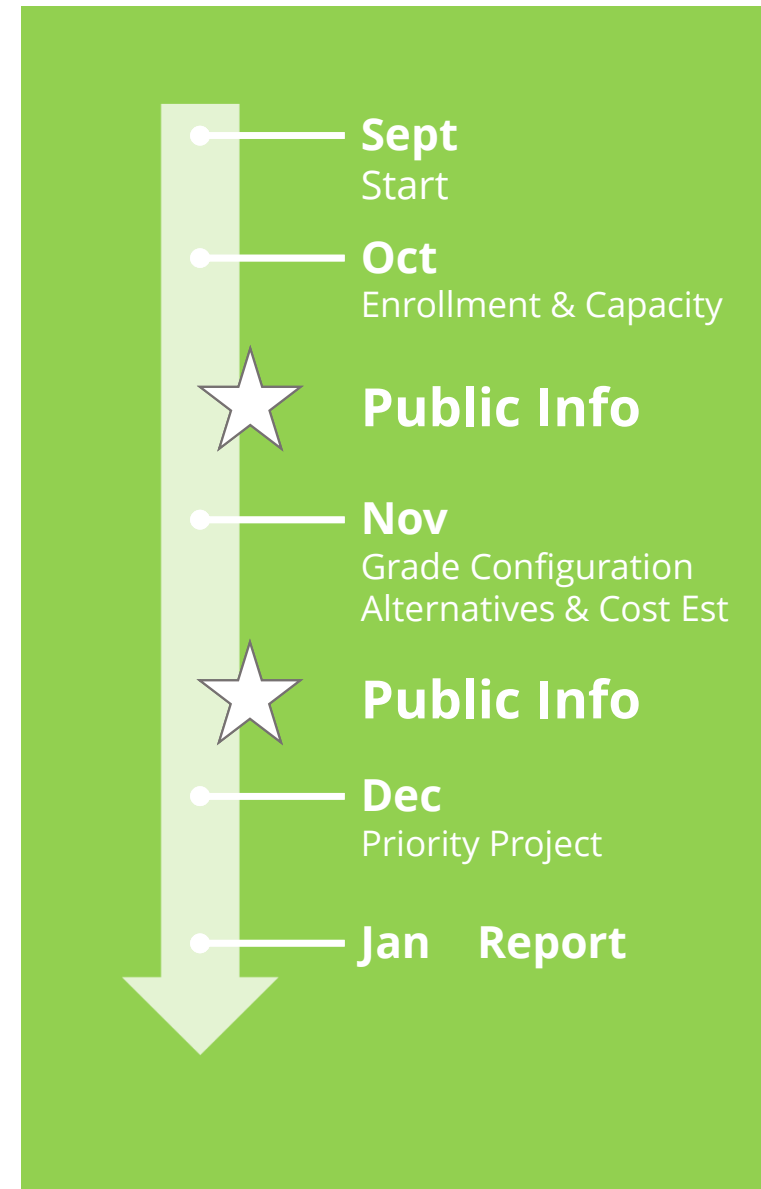 Sept
Start
Oct
Enrollment & Capacity
Public Info
Nov
Grade Configuration
Alternatives & Cost Est
Public Info
Dec
Priority Project
Jan Report